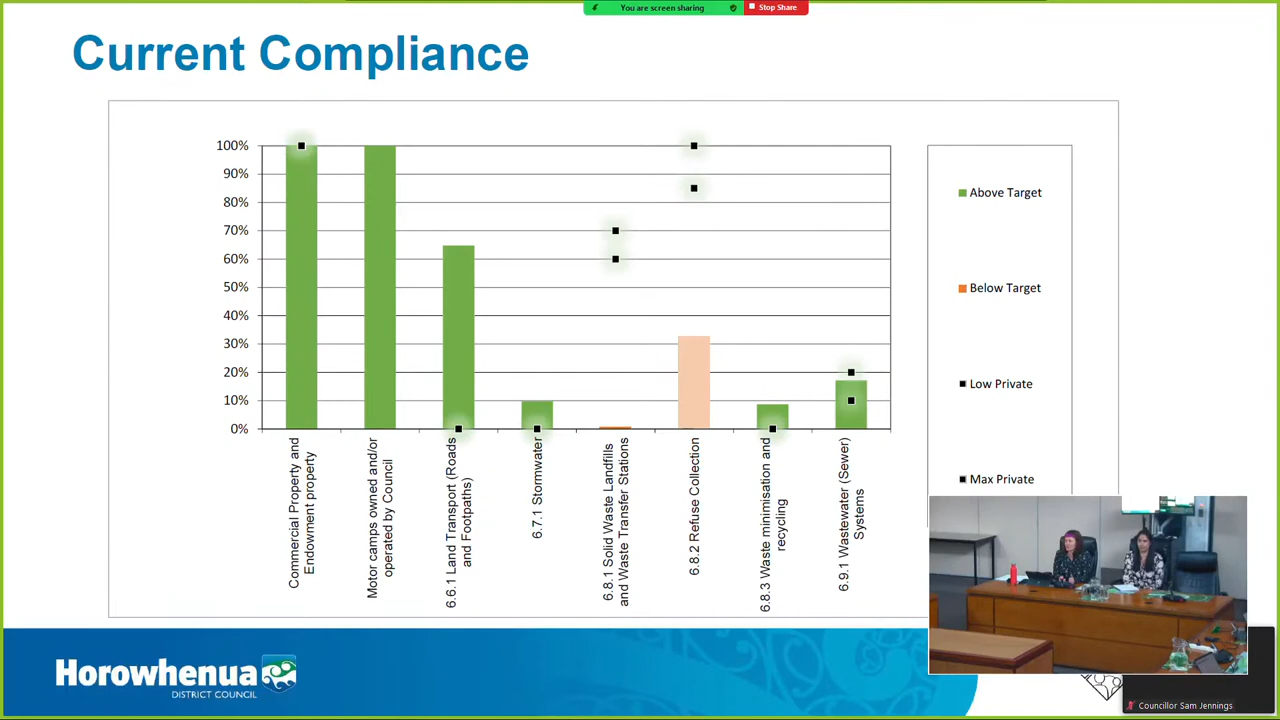 You are screen sharing
Stop Share
Current Compliance
100%
90%
80%
70%
60%
50%
40%
30%
20%
10%
0%
Commercial Property and
Endowment property
Motor camps owned and/or
operated by Council
6.6.1 Land Transport (Roads
and Footpaths)
6.7.1 Stormwater
6.8.1 Solid Waste Landfills
and Waste Transfer Stations
6.8.2 Refuse Collection
6.8.3 Waste minimisation and
recycling
6.9.1 Wastewater (Sewer)
Systems
Above Target
Below Target
Low Private
Max Private
Horowhenua
DISTRICT COUNCIL
Councillor Sam Jennings